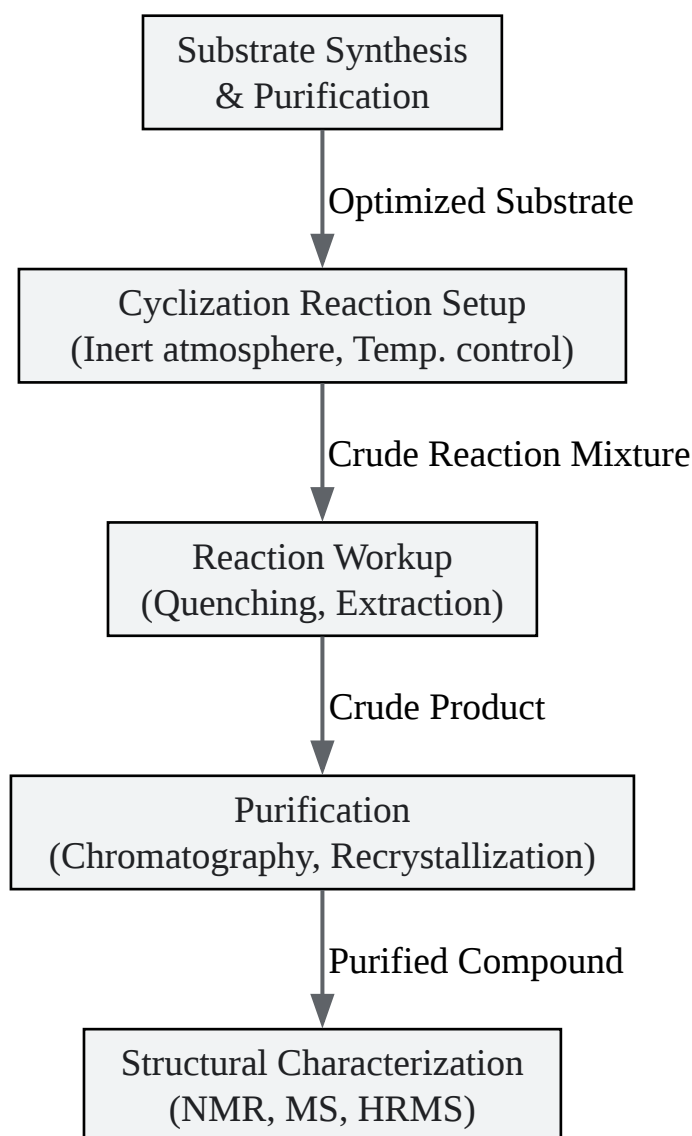 Substrate Synthesis
& Purification
Optimized Substrate
Cyclization Reaction Setup
(Inert atmosphere, Temp. control)
Crude Reaction Mixture
Reaction Workup
(Quenching, Extraction)
Crude Product
Purification
(Chromatography, Recrystallization)
Purified Compound
Structural Characterization
(NMR, MS, HRMS)